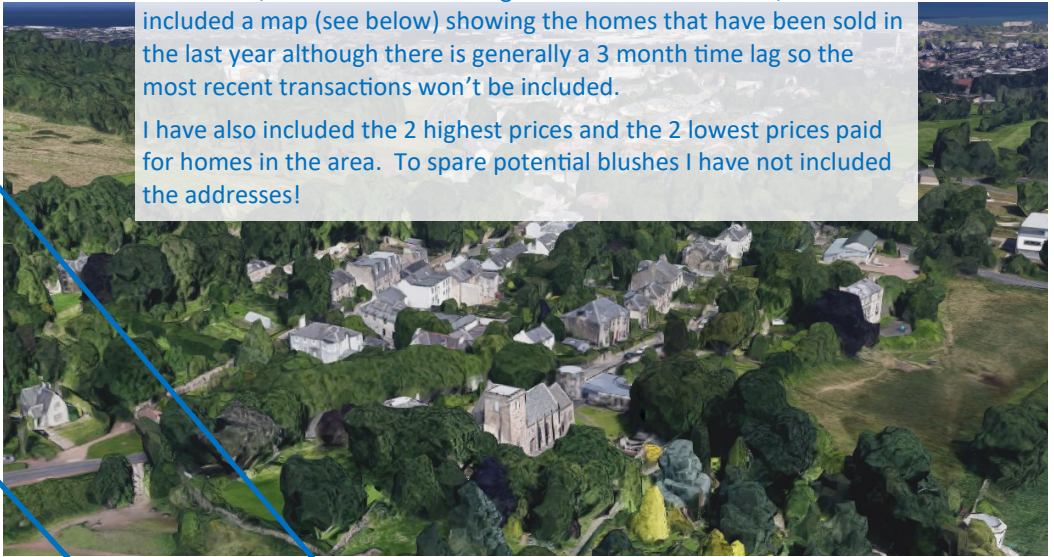 included a map (see below) showing the homes that have been sold in
the last year although there is generally a 3 month time lag so the
most recent transactions won’t be included.
I have also included the 2 highest prices and the 2 lowest prices paid
for homes in the area.  To spare potential blushes I have not included
the addresses!